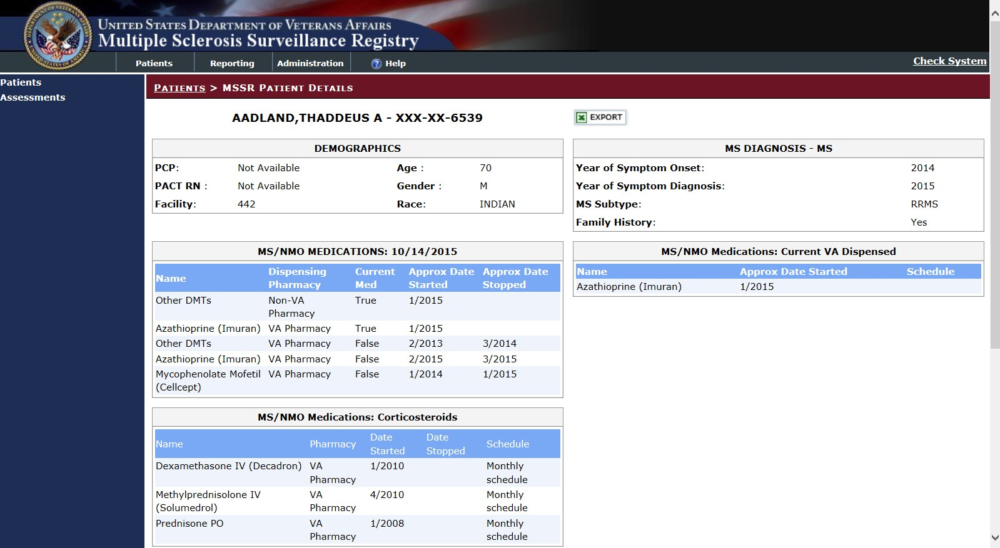 UNITED STATES DEPARTMENT OF VETERANS AFFAIRS
Multiple Sclerosis Surveillance Registry
Patients Reporting Administration ? Help Check System
Patients
Assessments
PATIENTS > MSSR PATIENT DETAILS
AADLAND,THADDEUS A - XXX-XX-6539 EXPORT
DEMOGRAPHICS
PCP: Not Available Age : 70
PACT RN : Not Available Gender : M
Facility: 442 Race: INDIAN
MS DIAGNOSIS - MS
Year of Symptom Onset: 2014
Year of Symptom Diagnosis: 2015
MS Subtype: RRMS
Family History: Yes
MS/NMO MEDICATIONS: 10/14/2015
Name Dispensing Pharmacy Current Med Approx Date Started Approx Date Stopped
Other DMTs Non-VA Pharmacy True 1/2015
Azathioprine (Imuran) VA Pharmacy True 1/2015
Other DMTs VA Pharmacy False 2/2013 3/2014
Azathioprine (Imuran) VA Pharmacy False 2/2015 3/2015
Mycophenolate Mofetil (Cellcept) VA Pharmacy False 1/2014 1/2015
MS/NMO Medications: Current VA Dispensed
Name Approx Date Started Schedule
Azathioprine (Imuran) 1/2015
MS/NMO Medications: Corticosteroids
Name Pharmacy Date Started Date Stopped Schedule
Dexamethasone IV (Decadron) VA Pharmacy 1/2010 Monthly schedule
Methylprednisolone IV (Solumedrol) VA Pharmacy 4/2010 Monthly schedule
Prednisone PO VA Pharmacy 1/2008 Monthly schedule